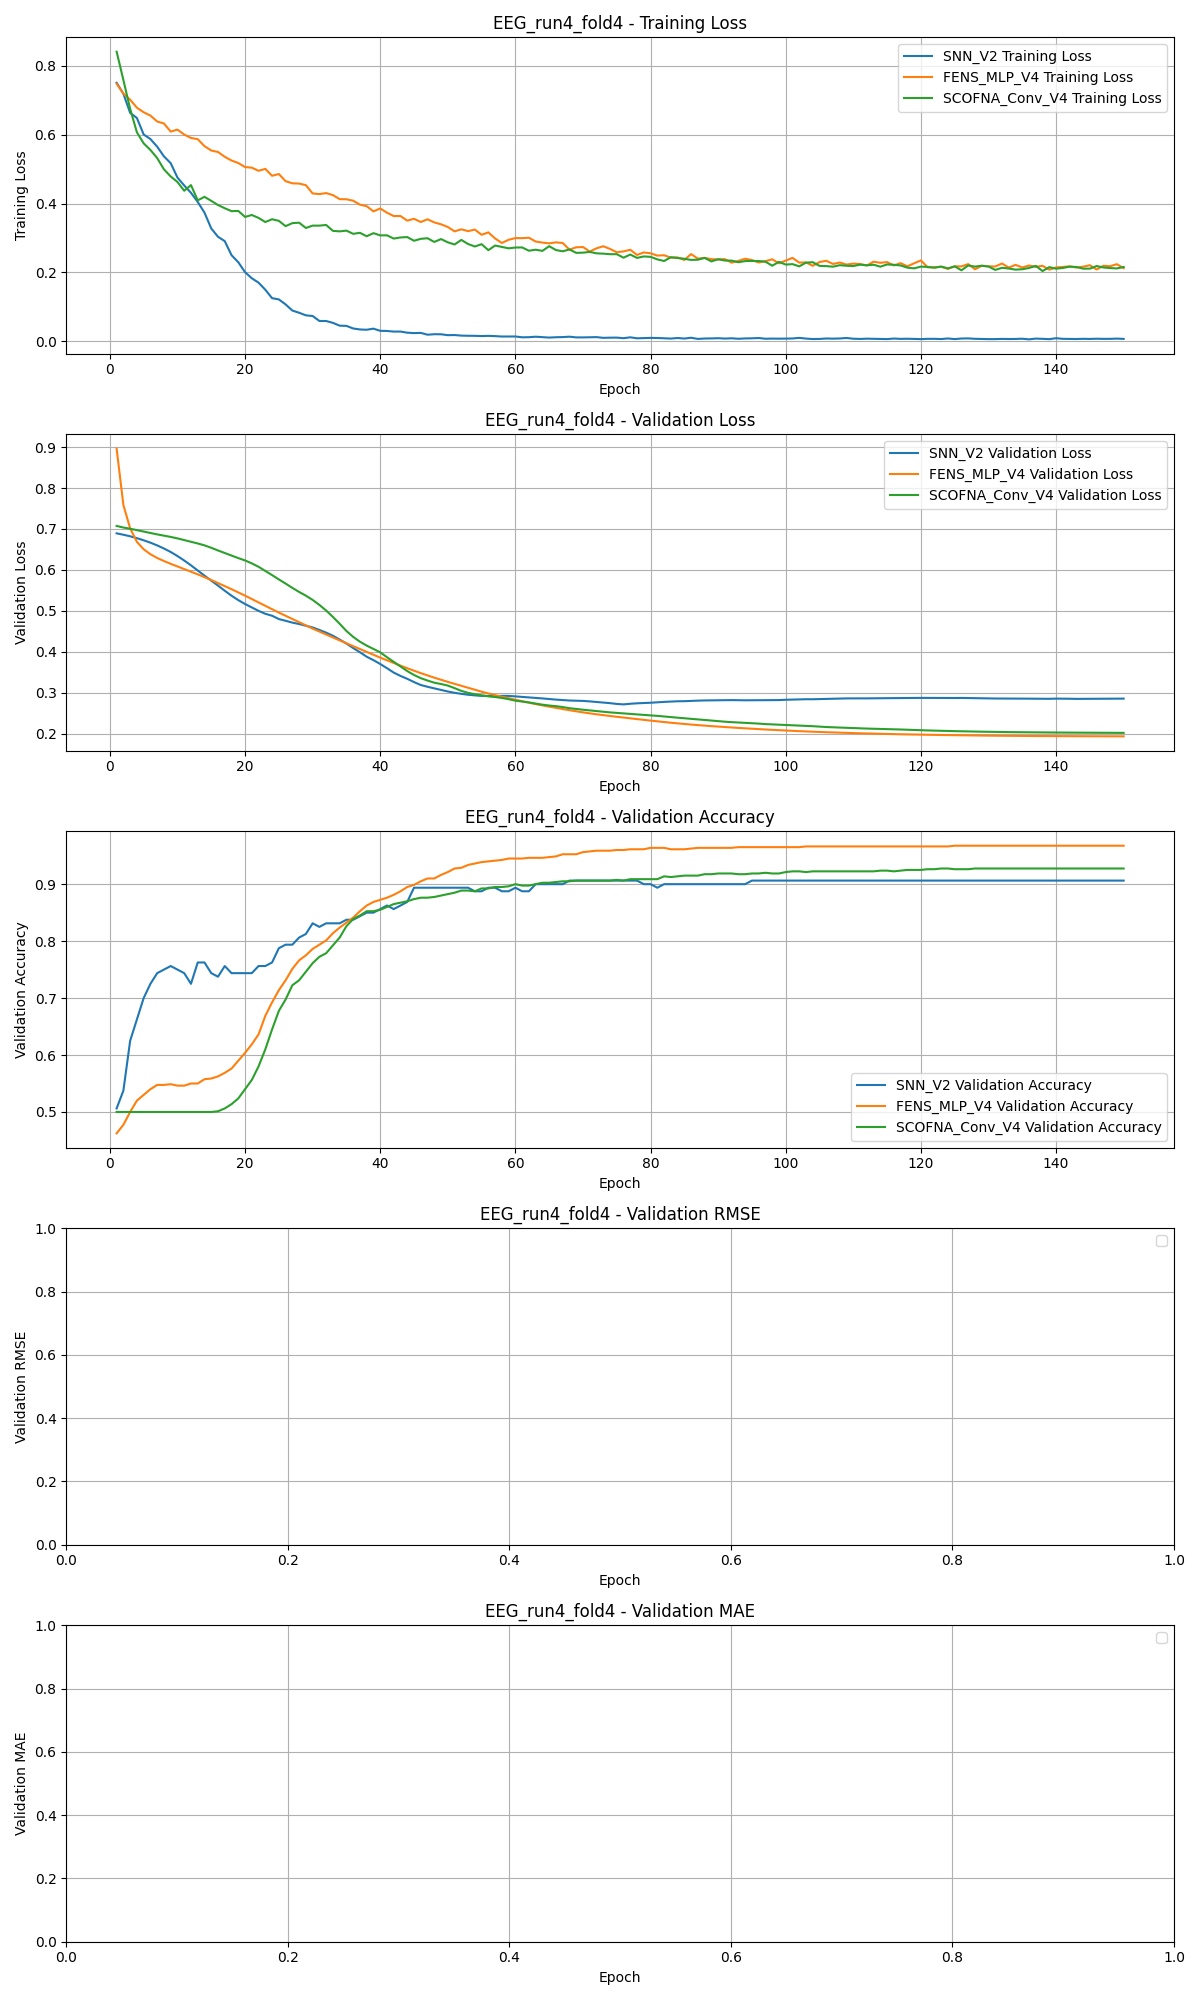 EEG_run4_fold4 - Training Loss
Training Loss
0.8
0.6
0.4
0.2
0.0
SNN_V2 Training Loss
FENS_MLP_V4 Training Loss
SCOFNA_Conv_V4 Training Loss
0 20 40 60 80 100 120 140
Epoch
EEG_run4_fold4 - Validation Loss
Validation Loss
0.9
0.8
0.7
0.6
0.5
0.4
0.3
0.2
SNN_V2 Validation Loss
FENS_MLP_V4 Validation Loss
SCOFNA_Conv_V4 Validation Loss
0 20 40 60 80 100 120 140
Epoch
EEG_run4_fold4 - Validation Accuracy
Validation Accuracy
0.9
0.8
0.7
0.6
0.5
SNN_V2 Validation Accuracy
FENS_MLP_V4 Validation Accuracy
SCOFNA_Conv_V4 Validation Accuracy
0 20 40 60 80 100 120 140
Epoch
EEG_run4_fold4 - Validation RMSE
Validation RMSE
1.0
0.8
0.6
0.4
0.2
0.0
0.0 0.2 0.4 0.6 0.8 1.0
Epoch
EEG_run4_fold4 - Validation MAE
Validation MAE
1.0
0.8
0.6
0.4
0.2
0.0
0.0 0.2 0.4 0.6 0.8 1.0
Epoch